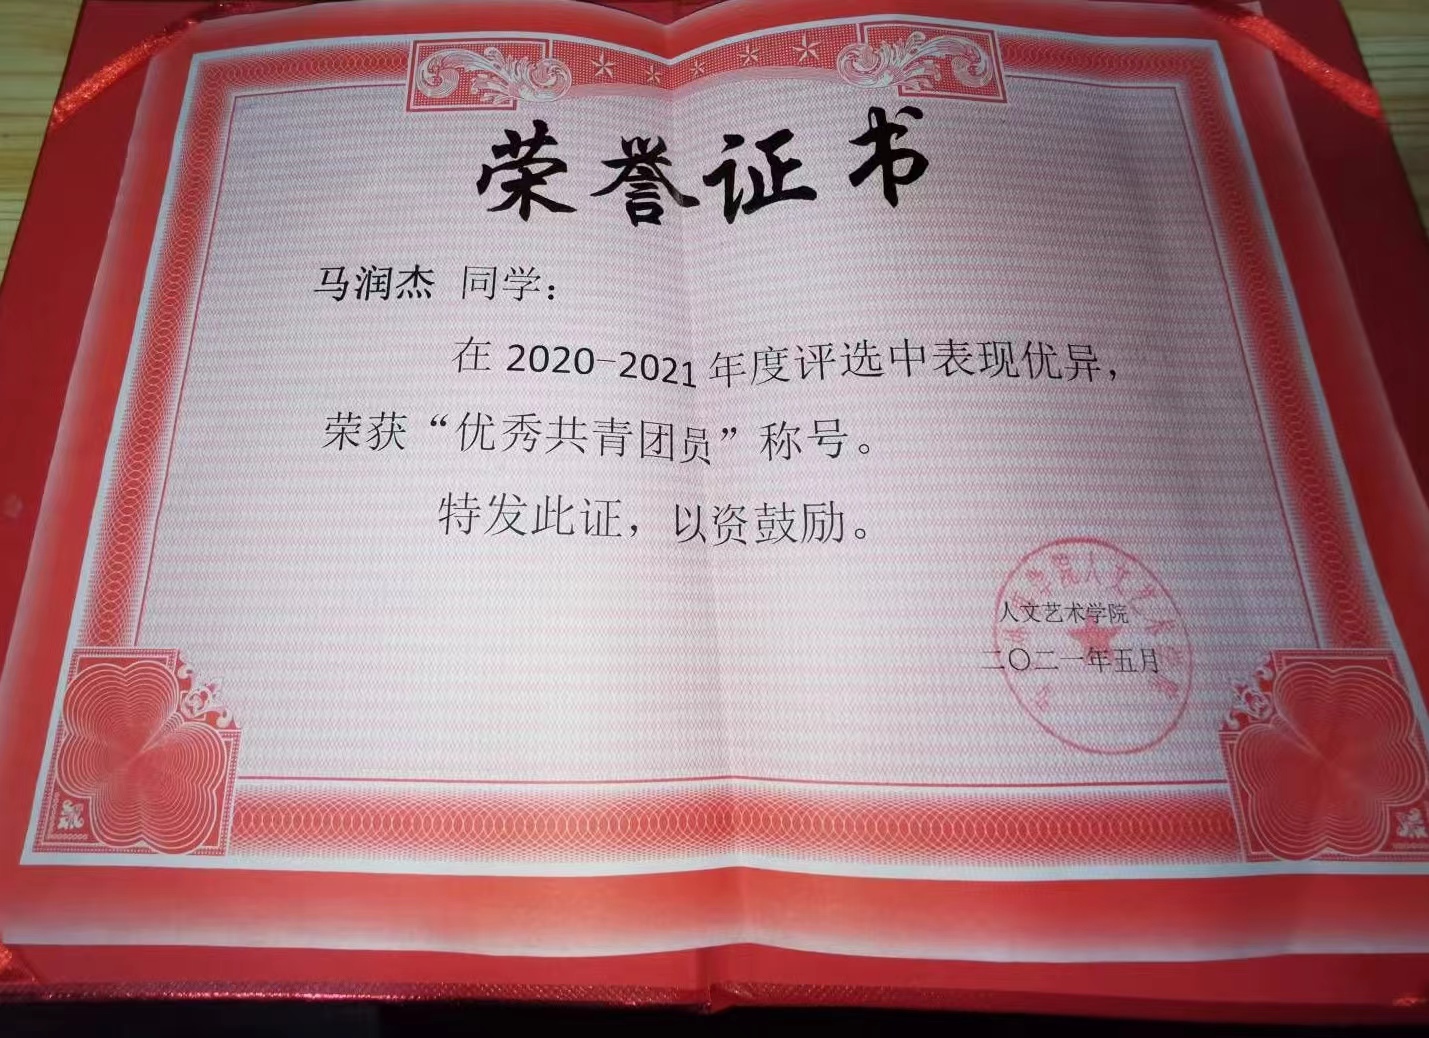 荣誉证书
马润杰 同学：
在 2020-2021 年度评选中表现优异，
荣获“优秀共青团员”称号。
特发此证，以资鼓励。
人文艺术学院
二〇二一年五月